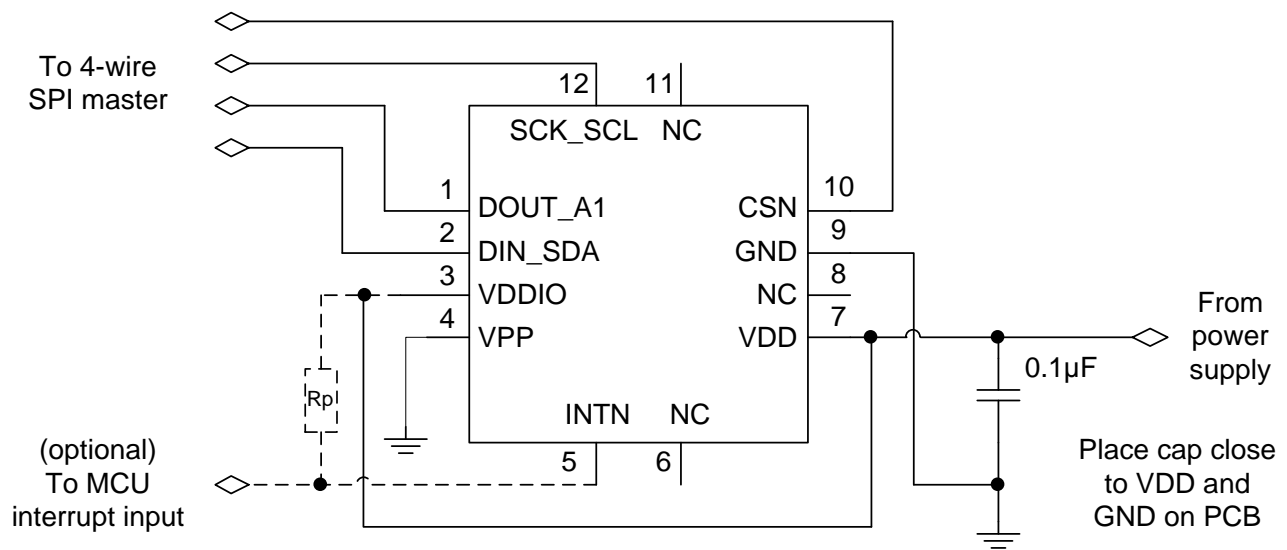 To 4-wire
SPI master
12
11
SCK_SCL
NC
1
DOUT_A1
10
CSN
2
DIN_SDA
9
GND
3
VDDIO
8
NC
4
VPP
7
VDD
From
power
supply
0.1µF
Rp
INTN
NC
5
6
(optional)
To MCU
interrupt input
Place cap close
to VDD and
GND on PCB